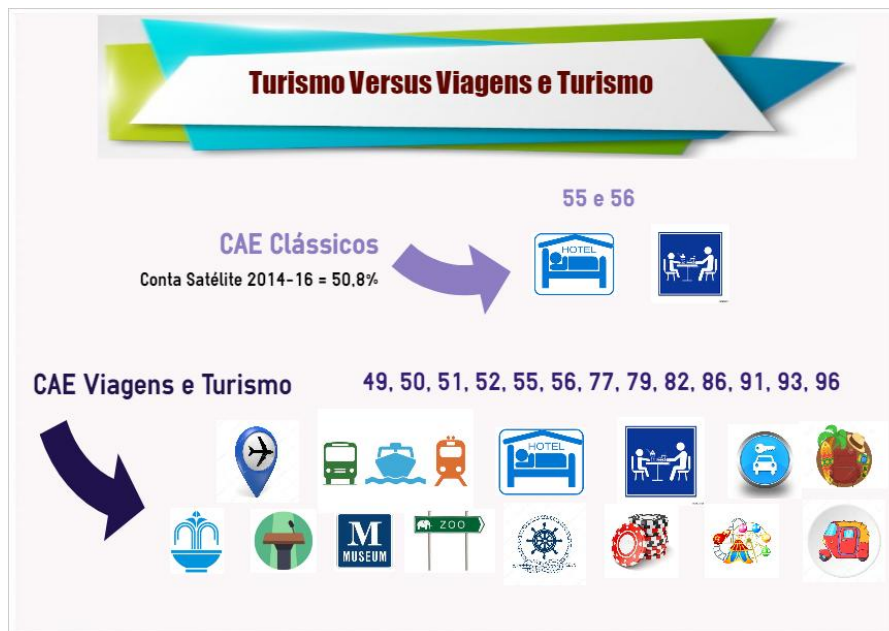 Turismo Versus Viagens e Turismo
55 e 56
CAE Clássicos
Conta Satélite 2014-16 = 50,8%
HOTEL
CAE Viagens e Turismo
49, 50, 51, 52, 55, 56, 77, 79, 82, 86, 91, 93, 96
HOTEL
M
MUSEUM
ZOO